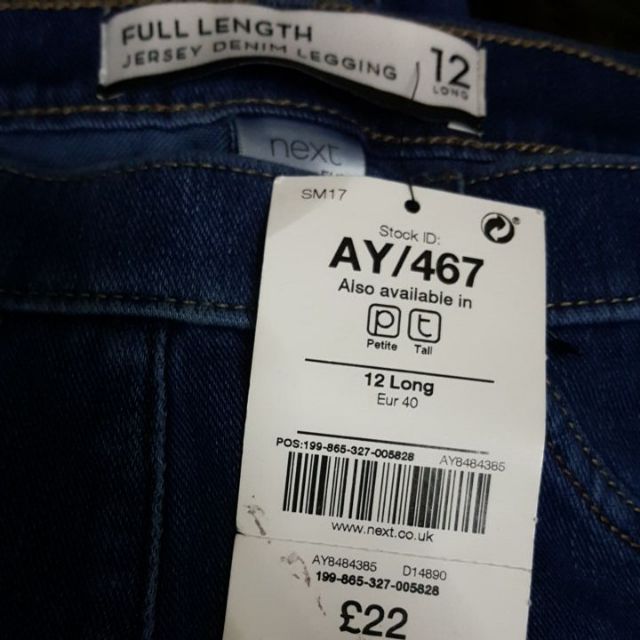 FULL LENGTH
JERSEY DENIM LEGGING
12
LONG
next
SM17
Stock ID:
AY/467
Also available in
p t
Petite Tall
12 Long
Eur 40
POS:199-865-327-005828
AY8484385
www.next.co.uk
AY8484385 D14890
199-865-327-005828
£22